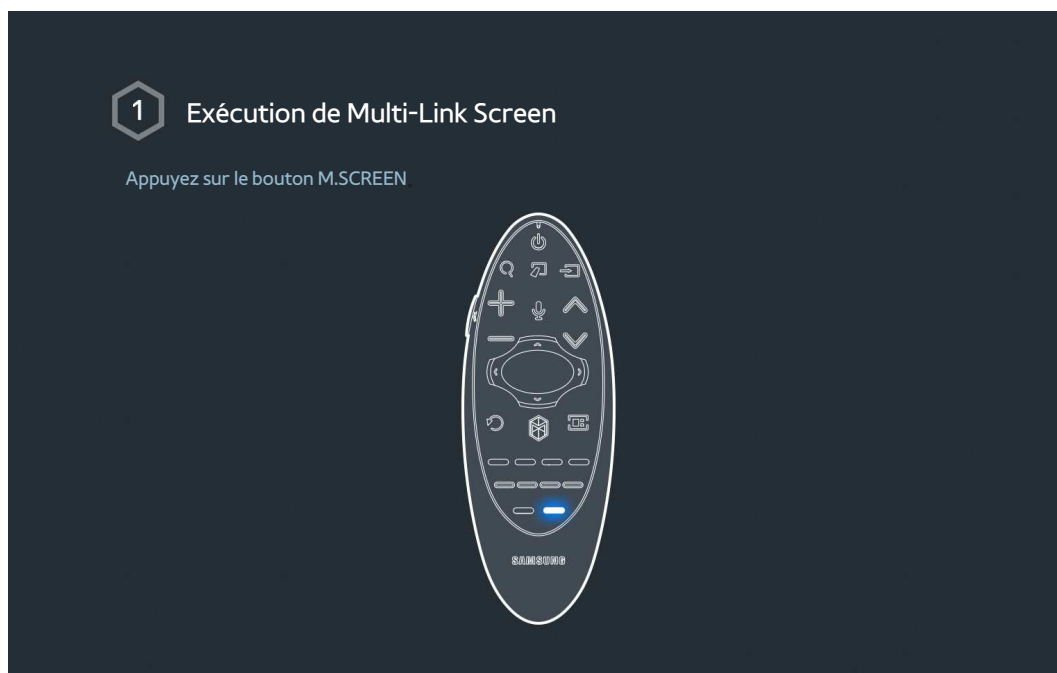 1
Exécution de Multi-Link Screen
Appuyez sur le bouton M.SCREEN.
SAMSUNG